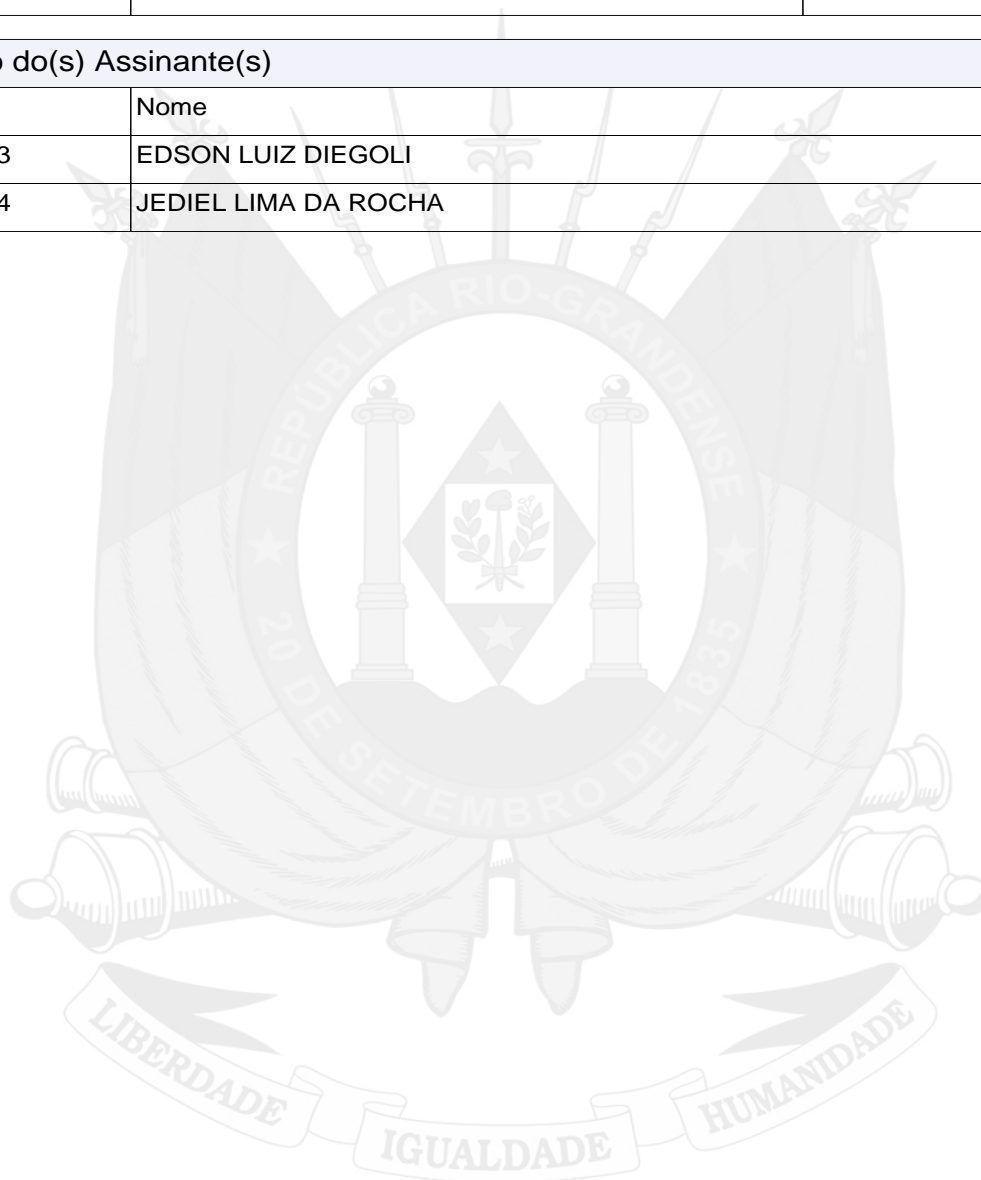 o do(s) Assinante(s)
Nome
3 EDSON LUIZ DIEGOLI
4 JEDIEL LIMA DA ROCHA
REPÚBLICA RIO-GRANDENSE
20 DE SETEMBRO DE 1835
LIBERDADE IGUALDADE HUMANIDADE